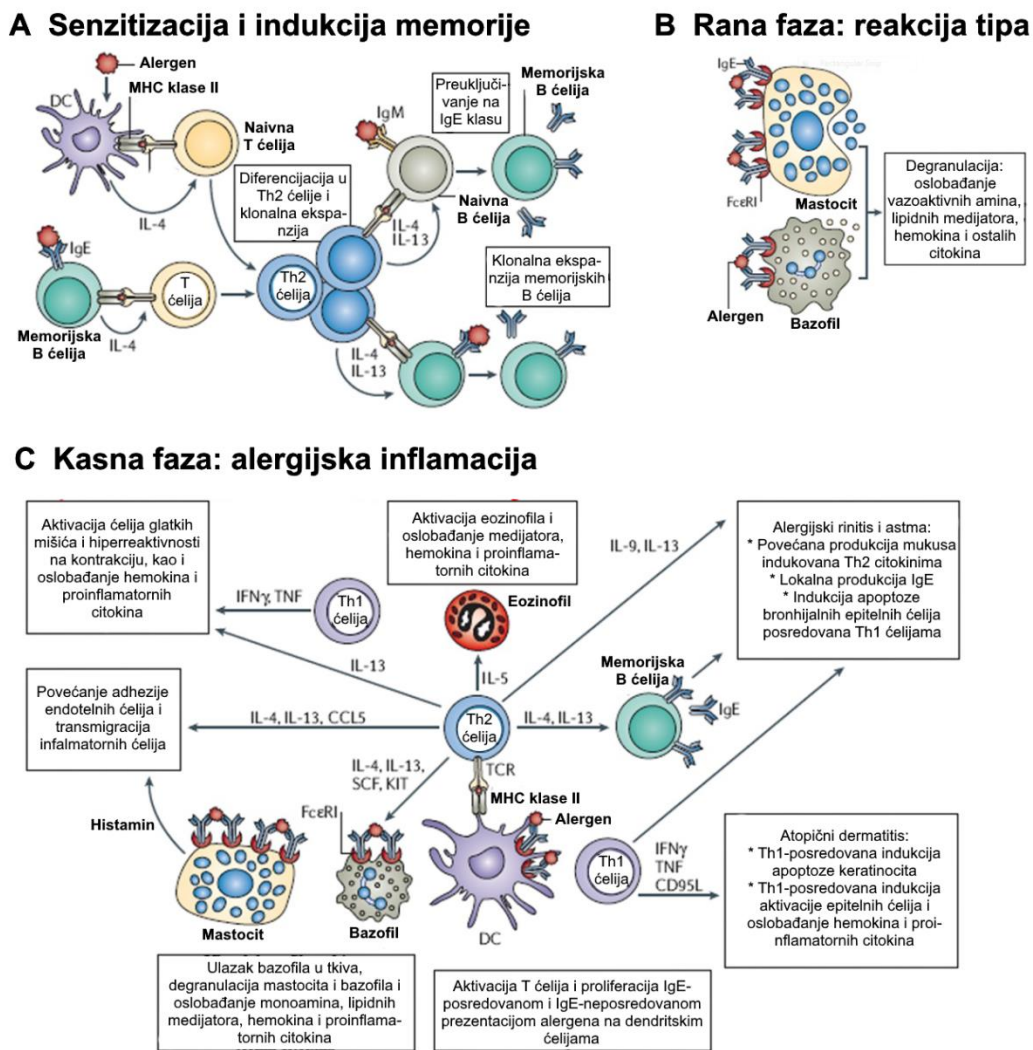 A Senzitizacija i indukcija memorije
Alergen
MHC klase II
DC
Naivna
T ćelija
IL-4
Diferencijacija u
Th2 ćelije i
klonalna ekspa-
nzija
IgM
Preuključi-
vanje na
IgE klasu
Memorijska
B ćelija
Naivna
B ćelija
IL-4
IL-13
IgE
T
ćelija
Memorijska
B ćelija
IL-4
Th2
ćelija
Klonalna ekspa-
nzija memorijskih
B ćelija
IL-4
IL-13
B Rana faza: reakcija tipa
IgE
FcεRI
Mastocit
Alergen
Bazofil
Degranulacija:
oslobađanje
vazoaktivnih amina,
lipidnih medijatora,
hemokina i ostalih
citokina
C Kasna faza: alergijska inflamacija
Aktivacija ćelija glatkih
mišića i hiperreaktivnosti
na kontrakciju, kao i
oslobađanje hemokina i
proinflamatornih
citokina
IFNγ, TNF
Th1
ćelija
Aktivacija eozinofila i
oslobađanje medijatora,
hemokina i proinflama-
tornih citokina
Eozinofil
IL-5
IL-9, IL-13
Alergijski rinitis i astma:
* Povećana produkcija mukusa
indukovana Th2 citokinima
* Lokalna produkcija IgE
* Indukcija apoptoze
bronhijalnih epitelnih ćelija
posredovana Th1 ćelijama
IL-13
Povećanje adhezije
endotelnih ćelija i
transmigracija
infalmatornih ćelija
IL-4, IL-13, CCL5
Th2
ćelija
IL-4, IL-13
Memorijska
B ćelija
IgE
IL-4, IL-13,
SCF, KIT
TCR
MHC klase II
Alergen
Histamin
FcεRI
Mastocit
Bazofil
DC
Th1
ćelija
IFNγ
TNF
CD95L
Atopični dermatitis:
* Th1-posredovana indukcija
apoptoze keratinocita
* Th1-posredovana indukcija
aktivacije epitelnih ćelija i
oslobađanje hemokina i proi-
nflamatornih citokina
Ulazak bazofila u tkiva,
degranulacija mastocita i bazofila i
oslobađanje monoamina, lipidnih
medijatora, hemokina i proinflama-
tornih citokina
Aktivacija T ćelija i proliferacija IgE-
posredovanom i IgE-neposredovanom
prezentacijom alergena na dendritskim
ćelijama